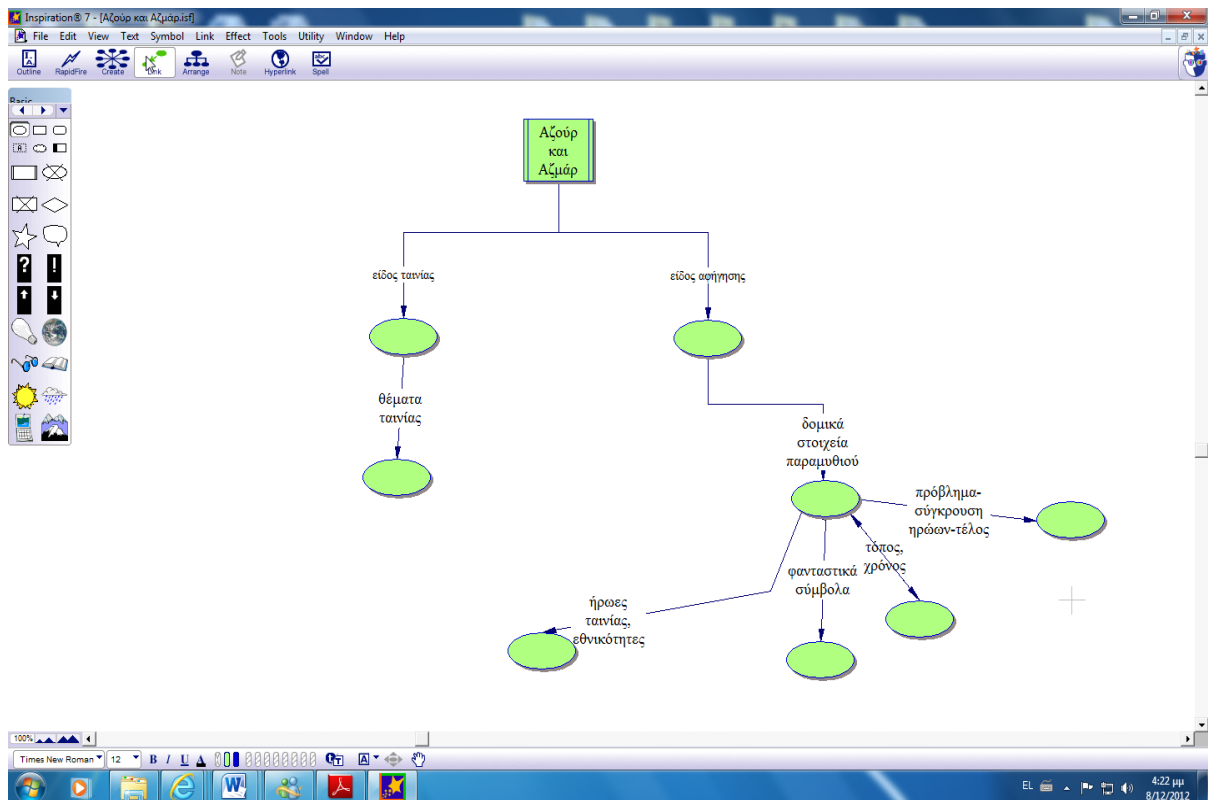 Inspiration® 7 - [Αζούρ και Αζμάρ.isf]
File Edit View Text Symbol Link Effect Tools Utility Window Help
Outline RapidFire Create Link Arrange Note Hyperlink Spell
Basic
Αζούρ
και
Αζμάρ
είδος ταινίας
είδος αφήγησης
θέματα
ταινίας
δομικά
στοιχεία
παραμυθιού
πρόβλημα-
σύγκρουση
ηρώων-τέλος
τόπος,
χρόνος
φανταστικά
σύμβολα
ήρωες
ταινίας,
εθνικότητες
100%
Times New Roman 12 B I U A
EL 4:22 μμ
8/12/2012